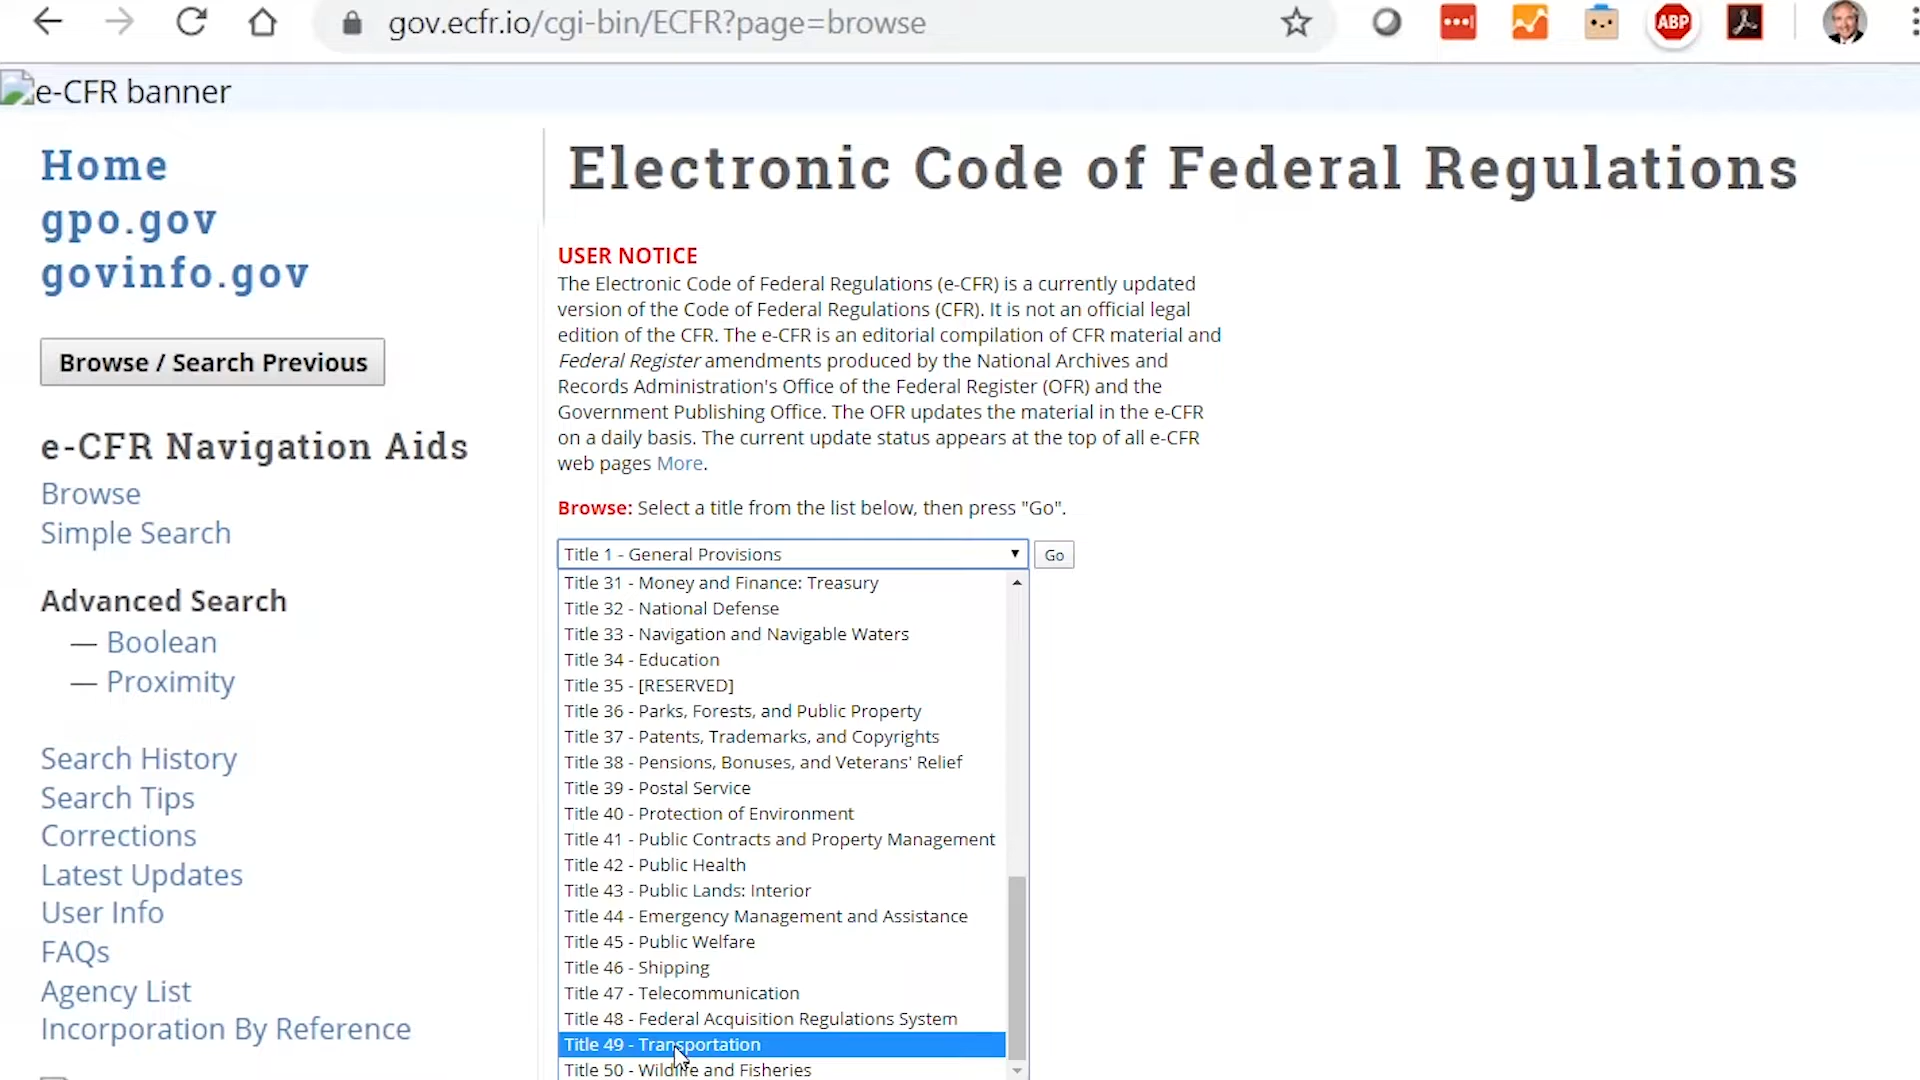 gov.ecfr.io/cgi-bin/ECFR?page=browse
ABP
e-CFR banner
Home
gpo.gov
govinfo.gov
Browse / Search Previous
e-CFR Navigation Aids
Browse
Simple Search
Advanced Search
— Boolean
— Proximity
Search History
Search Tips
Corrections
Latest Updates
User Info
FAQs
Agency List
Incorporation By Reference
Electronic Code of Federal Regulations
USER NOTICE
The Electronic Code of Federal Regulations (e-CFR) is a currently updated
version of the Code of Federal Regulations (CFR). It is not an official legal
edition of the CFR. The e-CFR is an editorial compilation of CFR material and
Federal Register amendments produced by the National Archives and
Records Administration's Office of the Federal Register (OFR) and the
Government Publishing Office. The OFR updates the material in the e-CFR
on a daily basis. The current update status appears at the top of all e-CFR
web pages More.
Browse: Select a title from the list below, then press "Go".
Title 1 - General Provisions
Go
Title 31 - Money and Finance: Treasury
Title 32 - National Defense
Title 33 - Navigation and Navigable Waters
Title 34 - Education
Title 35 - [RESERVED]
Title 36 - Parks, Forests, and Public Property
Title 37 - Patents, Trademarks, and Copyrights
Title 38 - Pensions, Bonuses, and Veterans' Relief
Title 39 - Postal Service
Title 40 - Protection of Environment
Title 41 - Public Contracts and Property Management
Title 42 - Public Health
Title 43 - Public Lands: Interior
Title 44 - Emergency Management and Assistance
Title 45 - Public Welfare
Title 46 - Shipping
Title 47 - Telecommunication
Title 48 - Federal Acquisition Regulations System
Title 49 - Transportation
Title 50 - Wildlife and Fisheries